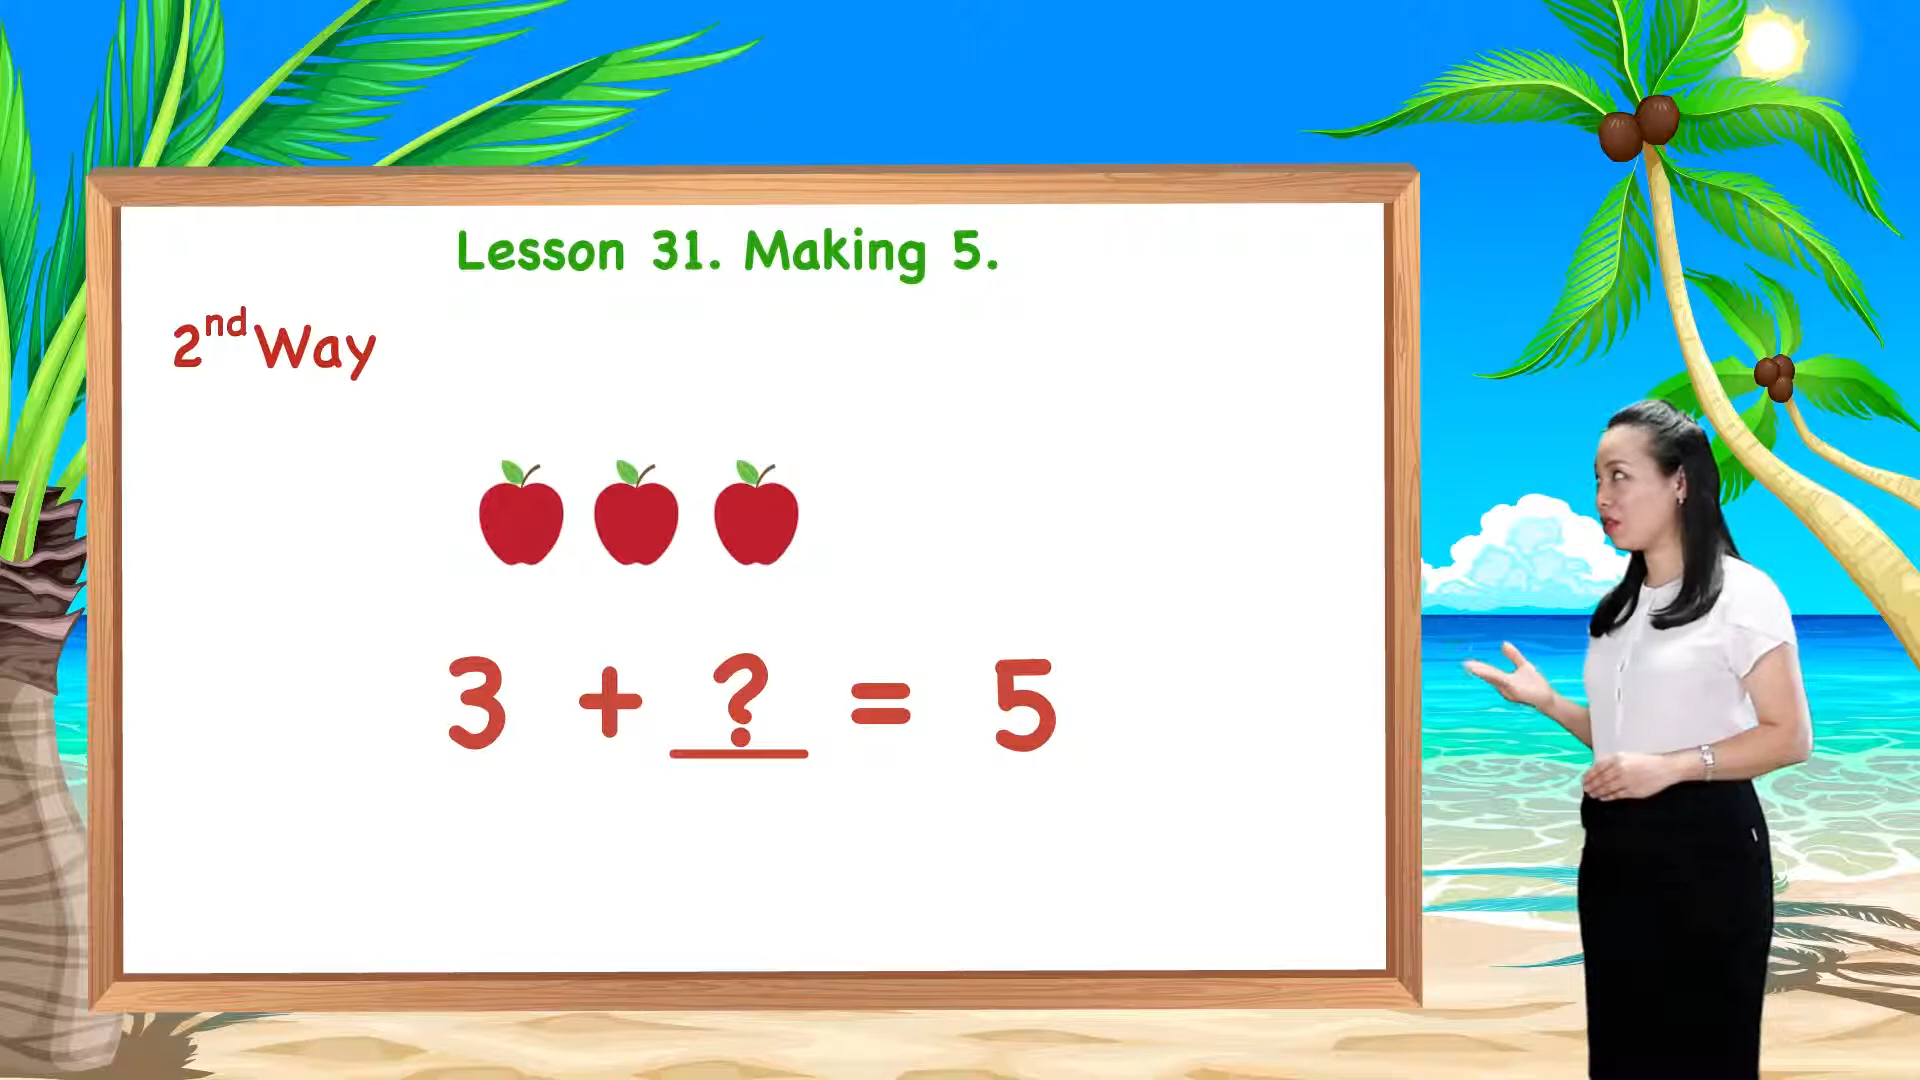 Lesson 31. Making 5.
2nd Way
3 + ? = 5